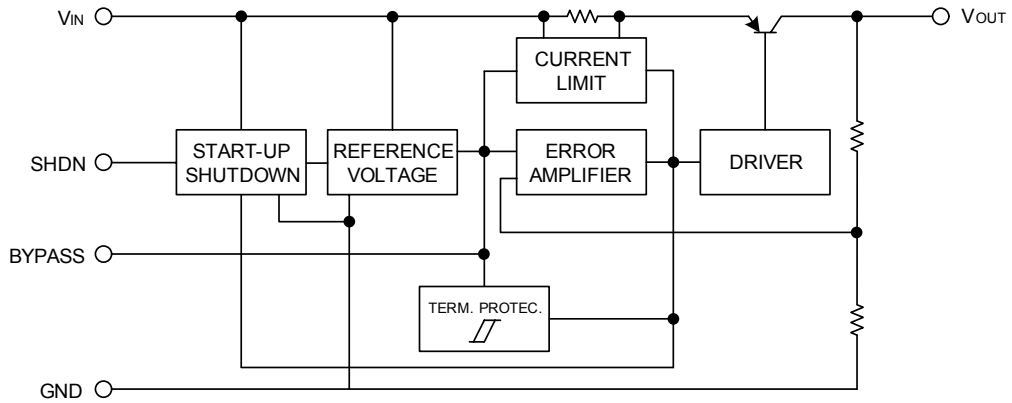 VIN
VOUT
CURRENT
LIMIT
SHDN
START-UP
SHUTDOWN
REFERENCE
VOLTAGE
ERROR
AMPLIFIER
DRIVER
BYPASS
TERM. PROTEC.
GND